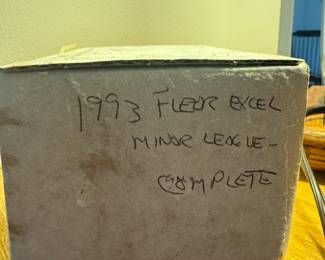 1993 FLEER EXCEL
MINOR LEAGUE -
COMPLETE